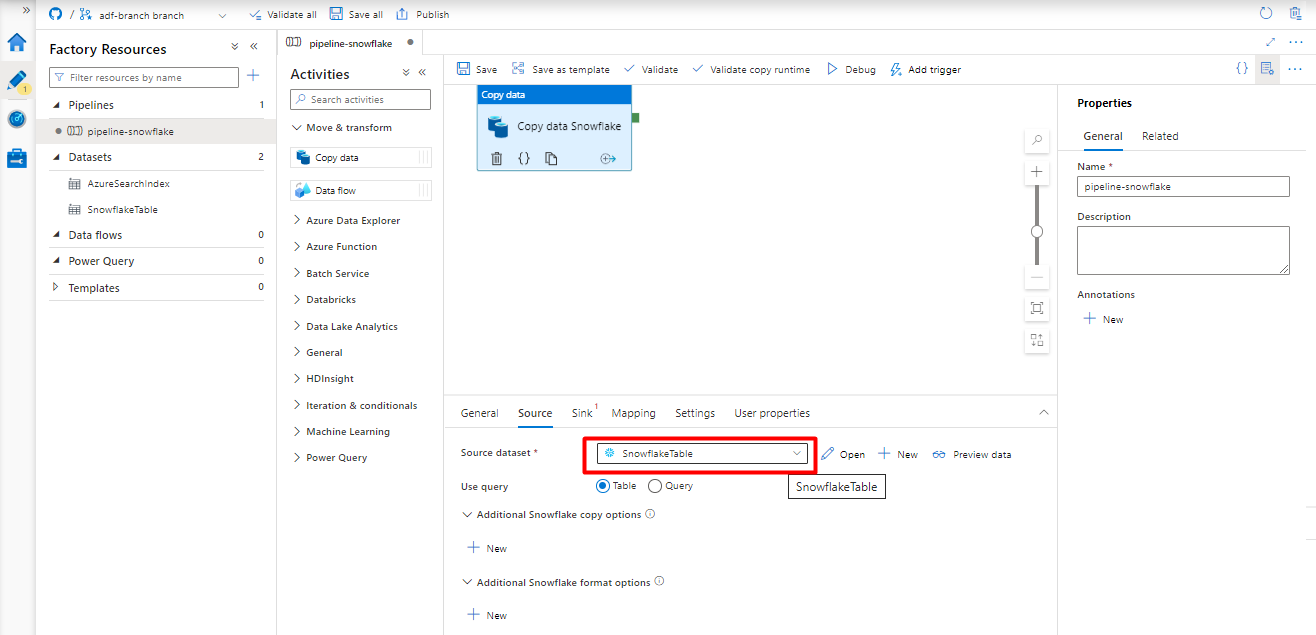 / adf-branch branch
Validate all
Save all
Publish
1
Factory Resources
Filter resources by name
Pipelines 1
pipeline-snowflake
Datasets 2
AzureSearchIndex
SnowflakeTable
Data flows 0
Power Query 0
Templates 0
pipeline-snowflake
Activities
Search activities
Move & transform
Copy data
Data flow
Azure Data Explorer
Azure Function
Batch Service
Databricks
Data Lake Analytics
General
HDInsight
Iteration & conditionals
Machine Learning
Power Query
Save
Save as template
Validate
Validate copy runtime
Debug
Add trigger
{}
Copy data
Copy data Snowflake
{}
General
Source
Sink 1
Mapping
Settings
User properties
Source dataset *
SnowflakeTable
Open
New
Preview data
Use query
Table
Query
SnowflakeTable
Additional Snowflake copy options
New
Additional Snowflake format options
New
Properties
General
Related
Name *
pipeline-snowflake
Description
Annotations
New